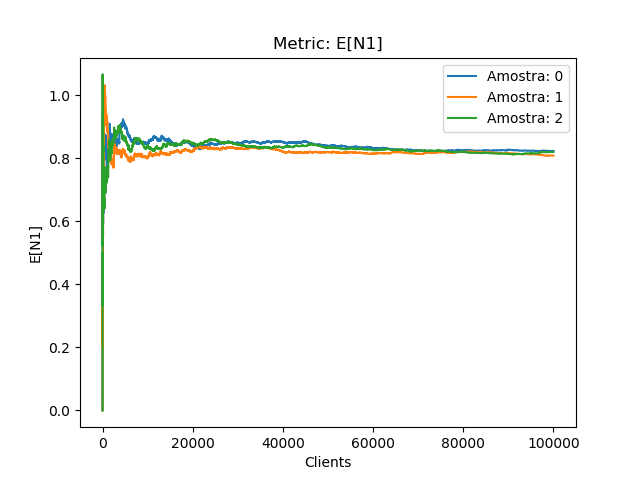 Metric: E[N1]
Amostra: 0
Amostra: 1
Amostra: 2
E[N1]
1.0
0.8
0.6
0.4
0.2
0.0
0 20000 40000 60000 80000 100000
Clients